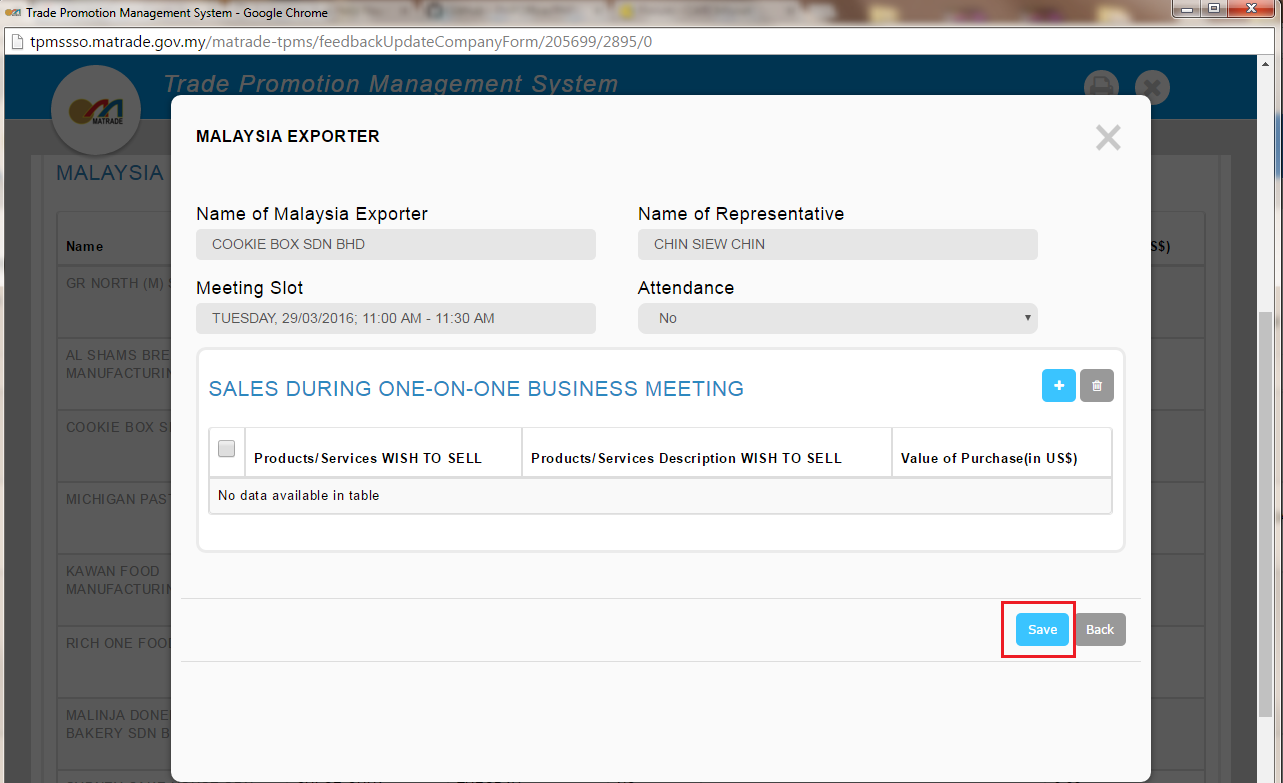 Trade Promotion Management System - Google Chrome
tpmssso.matrade.gov.my/matrade-tpms/feedbackUpdateCompanyForm/205699/2895/0
Trade Promotion Management System
MATRADE
MALAYSIA
MALAYSIA EXPORTER
Name of Malaysia Exporter
Name of Representative
COOKIE BOX SDN BHD
CHIN SIEW CHIN
Meeting Slot
Attendance
TUESDAY, 29/03/2016; 11:00 AM - 11:30 AM
No
SALES DURING ONE-ON-ONE BUSINESS MEETING
Products/Services WISH TO SELL
Products/Services Description WISH TO SELL
Value of Purchase(in US$)
No data available in table
Save
Back
Name
S$)
GR NORTH (M)
AL SHAMS BRE
MANUFACTURIN
COOKIE BOX S
MICHIGAN PAS
KAWAN FOOD
MANUFACTURIN
RICH ONE FOO
MALINJA DONE
BAKERY SDN B